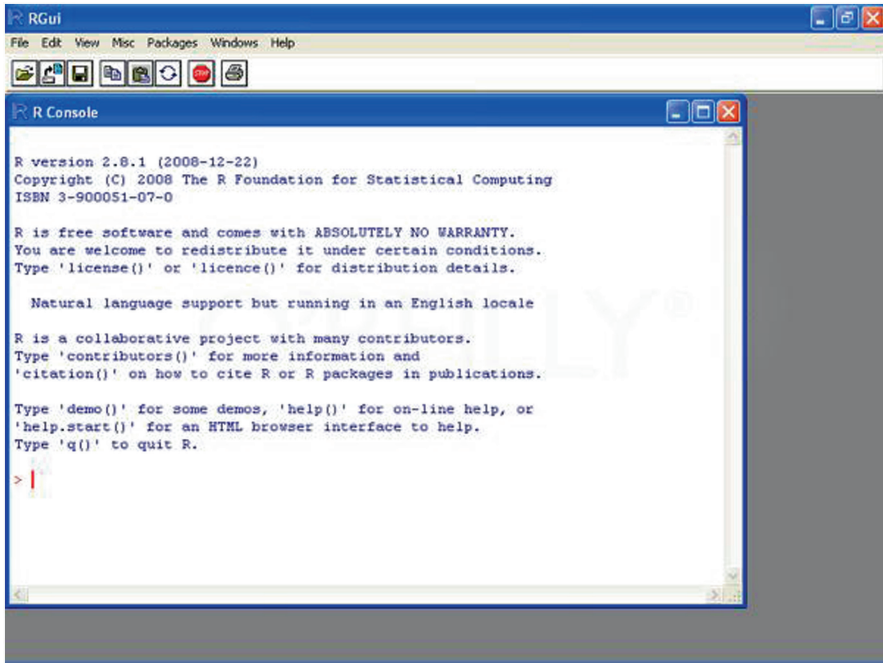 RGui
File Edit View Misc Packages Windows Help
STOP
R Console
R version 2.8.1 (2008-12-22)
Copyright (C) 2008 The R Foundation for Statistical Computing
ISBN 3-900051-07-0
R is free software and comes with ABSOLUTELY NO WARRANTY.
You are welcome to redistribute it under certain conditions.
Type 'license()' or 'licence()' for distribution details.
Natural language support but running in an English locale
R is a collaborative project with many contributors.
Type 'contributors()' for more information and
'citation()' on how to cite R or R packages in publications.
Type 'demo()' for some demos, 'help()' for on-line help, or
'help.start()' for an HTML browser interface to help.
Type 'q()' to quit R.
>